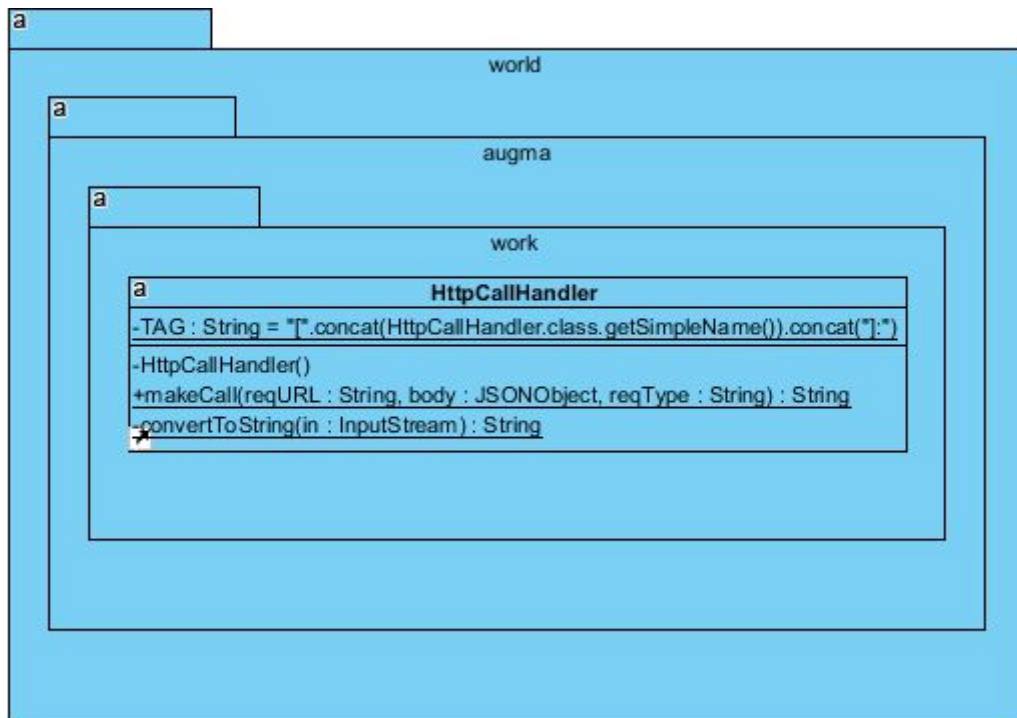 a
world
a
augma
a
work
a
HttpCallHandler
-TAG : String = "[".concat(HttpCallHandler.class.getSimpleName()).concat("]:")
-HttpCallHandler()
+makeCall(reqURL : String, body : JSONObject, reqType : String) : String
-convertToString(in : InputStream) : String